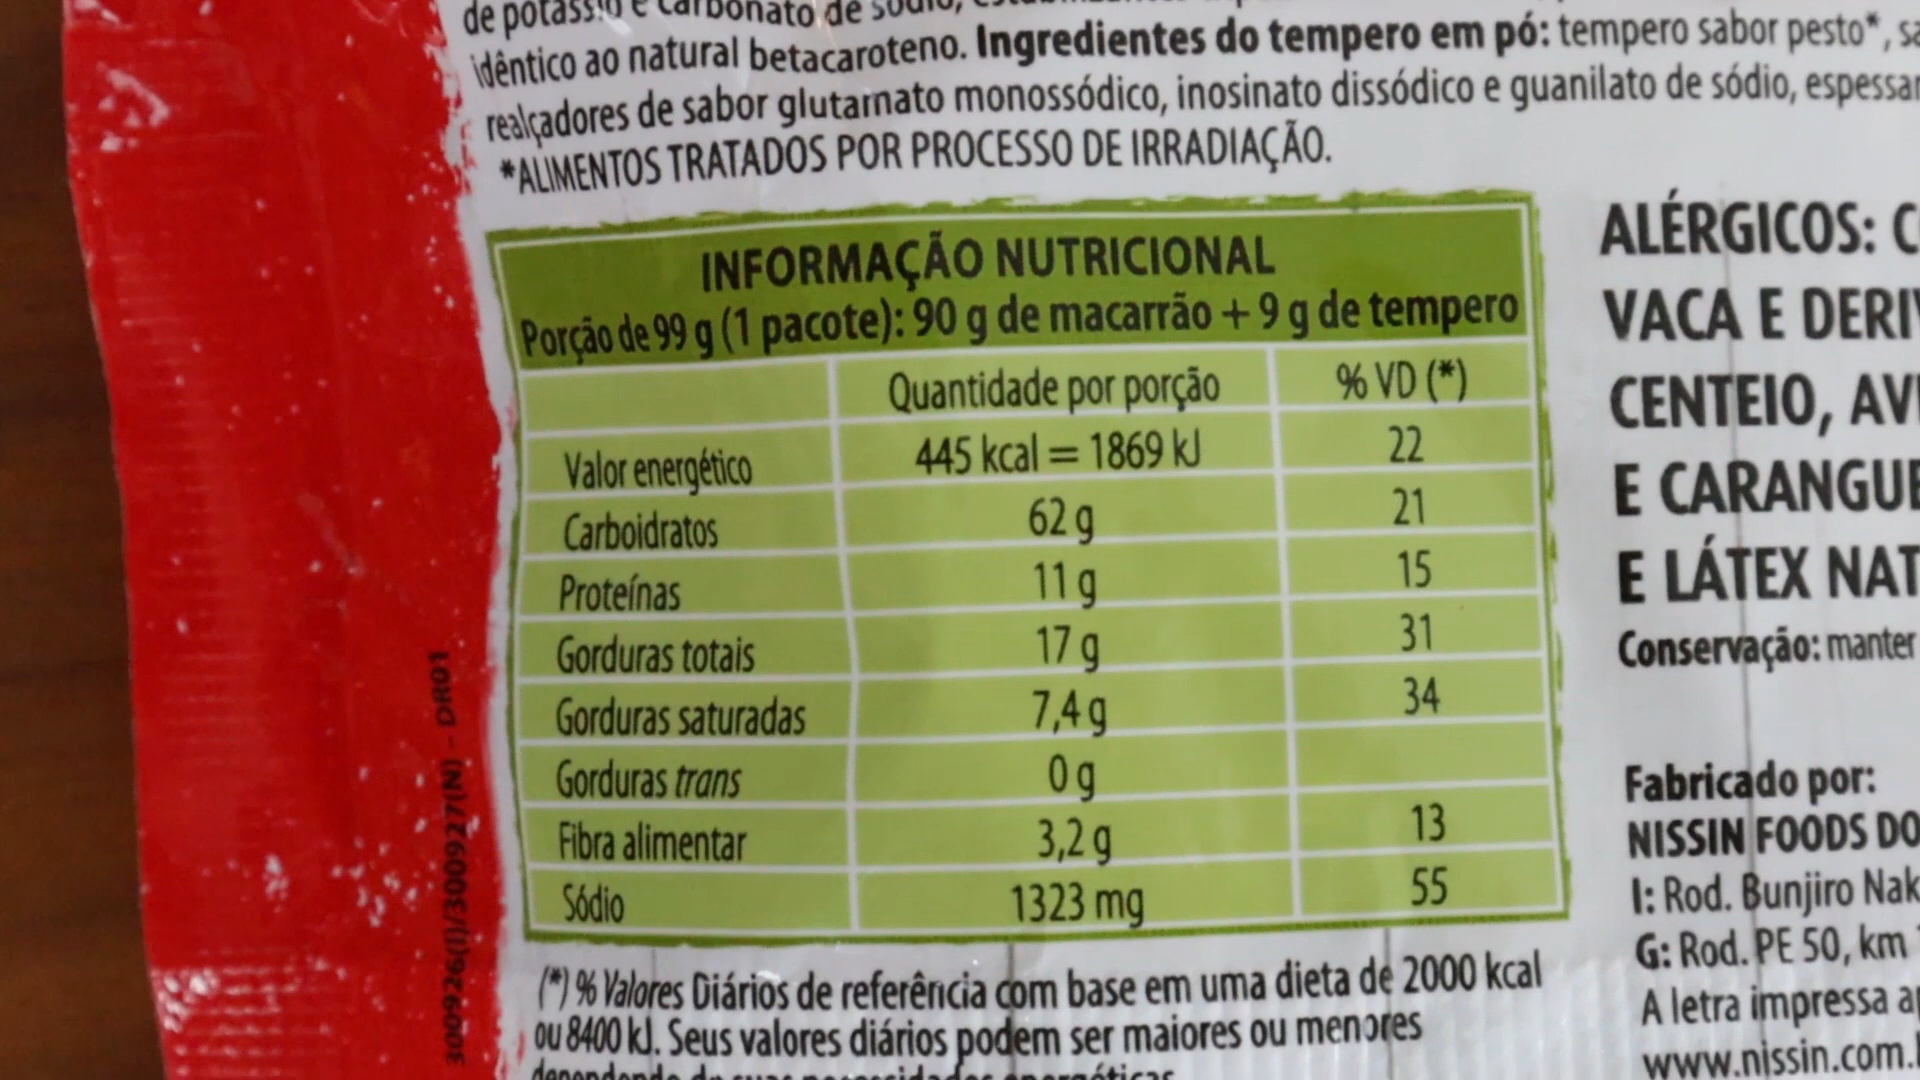 de potássio e carbonato de sódio,
idêntico ao natural betacaroteno. Ingredientes do tempero em pó: tempero sabor pesto*, sa
realçadores de sabor glutamato monossódico, inosinato dissódico e guanilato de sódio, espessan
*ALIMENTOS TRATADOS POR PROCESSO DE IRRADIAÇÃO.
INFORMAÇÃO NUTRICIONAL
Porção de 99 g (1 pacote): 90 g de macarrão + 9 g de tempero
Quantidade por porção % VD (*)
Valor energético 445 kcal = 1869 kJ 22
Carboidratos 62 g 21
Proteínas 11 g 15
Gorduras totais 17 g 31
Gorduras saturadas 7,4 g 34
Gorduras trans 0 g
Fibra alimentar 3,2 g 13
Sódio 1323 mg 55
(*) % Valores Diários de referência com base em uma dieta de 2000 kcal
ou 8400 kJ. Seus valores diários podem ser maiores ou menores
dependendo de suas necessidades energéticas
ALÉRGICOS: C
VACA E DERI
CENTEIO, AV
E CARANGUE
E LÁTEX NAT
Conservação: manter
Fabricado por:
NISSIN FOODS DO
I: Rod. Bunjiro Nak
G: Rod. PE 50, km
A letra impressa a
www.nissin.com.
300926(I)/300927(N) - DR01